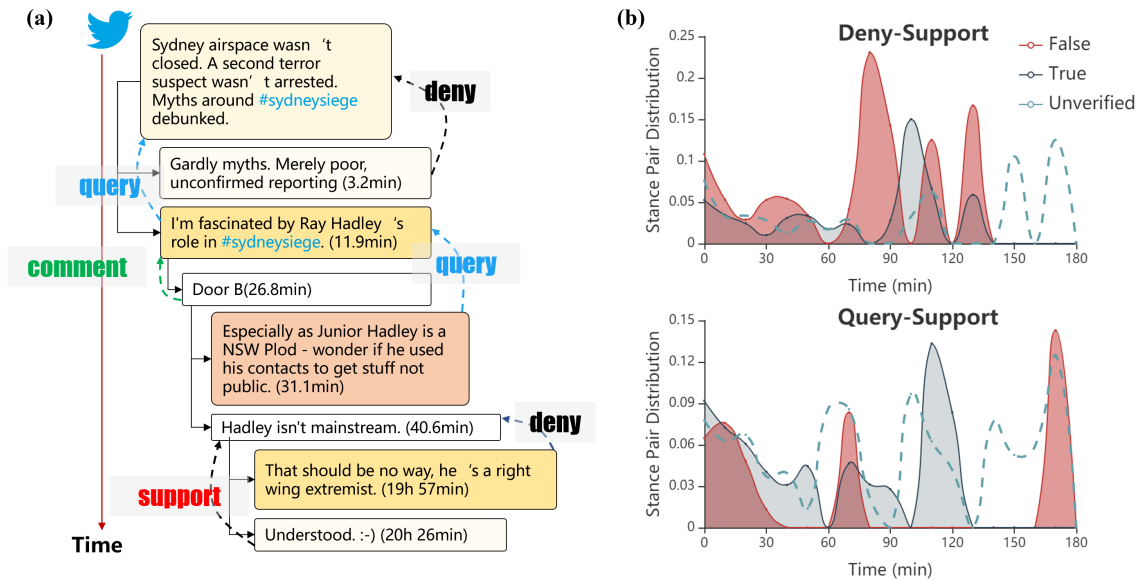 (a)
Sydney airspace wasn‘t
closed. A second terror
suspect wasn’t arrested.
Myths around #sydneysiege
debunked.
deny
Gardly myths. Merely poor,
unconfirmed reporting (3.2min)
query
I'm fascinated by Ray Hadley‘s
role in #sydneysiege. (11.9min)
query
comment
Door B(26.8min)
Especially as Junior Hadley is a
NSW Plod - wonder if he used
his contacts to get stuff not
public. (31.1min)
deny
Hadley isn't mainstream. (40.6min)
That should be no way, he‘s a right
wing extremist. (19h 57min)
support
Understood. :-) (20h 26min)
Time
(b)
Deny-Support
False
True
Unverified
Stance Pair Distribution
0.25
0.2
0.15
0.1
0.05
0
0 30 60 90 120 150 180
Time (min)
Query-Support
Stance Pair Distribution
0.15
0.12
0.09
0.06
0.03
0
0 30 60 90 120 150 180
Time (min)